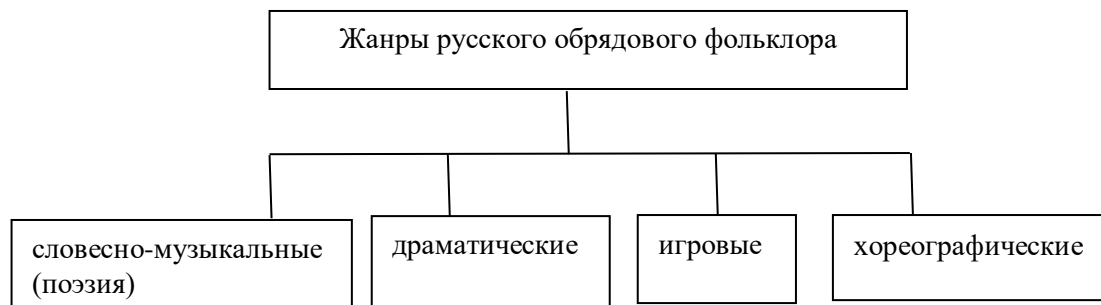 Жанры русского обрядового фольклора
словесно-музыкальные
(поэзия)
драматические
игровые
хореографические